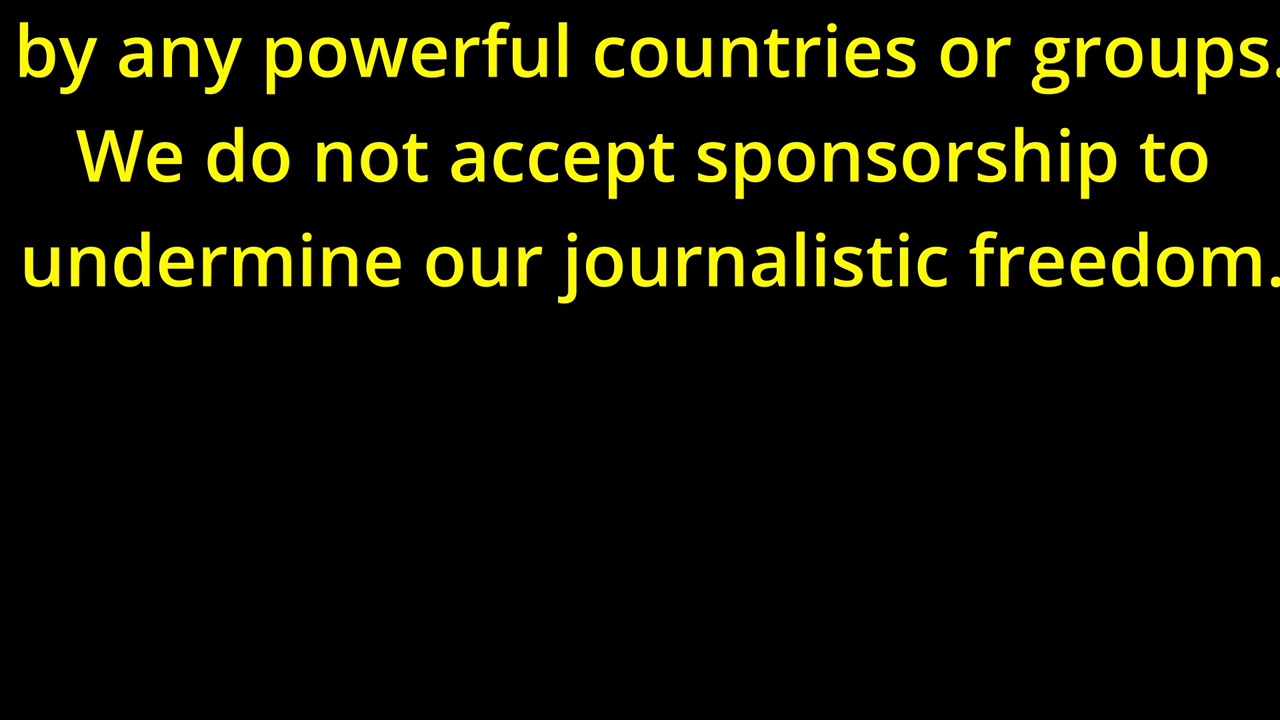 by any powerful countries or groups.
We do not accept sponsorship to
undermine our journalistic freedom.